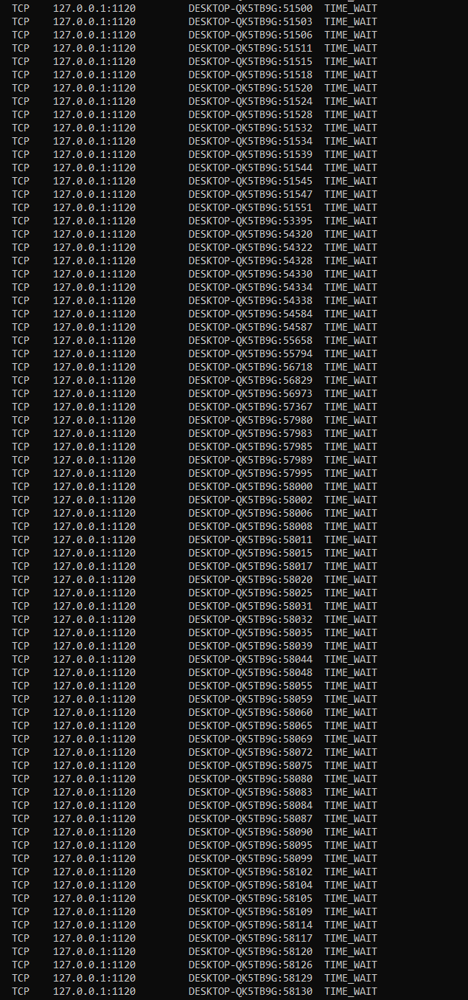 TCP    127.0.0.1:1120         DESKTOP-QK5TB9G:51500  TIME_WAIT
TCP    127.0.0.1:1120         DESKTOP-QK5TB9G:51503  TIME_WAIT
TCP    127.0.0.1:1120         DESKTOP-QK5TB9G:51506  TIME_WAIT
TCP    127.0.0.1:1120         DESKTOP-QK5TB9G:51511  TIME_WAIT
TCP    127.0.0.1:1120         DESKTOP-QK5TB9G:51515  TIME_WAIT
TCP    127.0.0.1:1120         DESKTOP-QK5TB9G:51518  TIME_WAIT
TCP    127.0.0.1:1120         DESKTOP-QK5TB9G:51520  TIME_WAIT
TCP    127.0.0.1:1120         DESKTOP-QK5TB9G:51524  TIME_WAIT
TCP    127.0.0.1:1120         DESKTOP-QK5TB9G:51528  TIME_WAIT
TCP    127.0.0.1:1120         DESKTOP-QK5TB9G:51532  TIME_WAIT
TCP    127.0.0.1:1120         DESKTOP-QK5TB9G:51534  TIME_WAIT
TCP    127.0.0.1:1120         DESKTOP-QK5TB9G:51539  TIME_WAIT
TCP    127.0.0.1:1120         DESKTOP-QK5TB9G:51544  TIME_WAIT
TCP    127.0.0.1:1120         DESKTOP-QK5TB9G:51545  TIME_WAIT
TCP    127.0.0.1:1120         DESKTOP-QK5TB9G:51547  TIME_WAIT
TCP    127.0.0.1:1120         DESKTOP-QK5TB9G:51551  TIME_WAIT
TCP    127.0.0.1:1120         DESKTOP-QK5TB9G:53395  TIME_WAIT
TCP    127.0.0.1:1120         DESKTOP-QK5TB9G:54320  TIME_WAIT
TCP    127.0.0.1:1120         DESKTOP-QK5TB9G:54322  TIME_WAIT
TCP    127.0.0.1:1120         DESKTOP-QK5TB9G:54328  TIME_WAIT
TCP    127.0.0.1:1120         DESKTOP-QK5TB9G:54330  TIME_WAIT
TCP    127.0.0.1:1120         DESKTOP-QK5TB9G:54334  TIME_WAIT
TCP    127.0.0.1:1120         DESKTOP-QK5TB9G:54338  TIME_WAIT
TCP    127.0.0.1:1120         DESKTOP-QK5TB9G:54584  TIME_WAIT
TCP    127.0.0.1:1120         DESKTOP-QK5TB9G:54587  TIME_WAIT
TCP    127.0.0.1:1120         DESKTOP-QK5TB9G:55658  TIME_WAIT
TCP    127.0.0.1:1120         DESKTOP-QK5TB9G:55794  TIME_WAIT
TCP    127.0.0.1:1120         DESKTOP-QK5TB9G:56718  TIME_WAIT
TCP    127.0.0.1:1120         DESKTOP-QK5TB9G:56829  TIME_WAIT
TCP    127.0.0.1:1120         DESKTOP-QK5TB9G:56973  TIME_WAIT
TCP    127.0.0.1:1120         DESKTOP-QK5TB9G:57367  TIME_WAIT
TCP    127.0.0.1:1120         DESKTOP-QK5TB9G:57980  TIME_WAIT
TCP    127.0.0.1:1120         DESKTOP-QK5TB9G:57983  TIME_WAIT
TCP    127.0.0.1:1120         DESKTOP-QK5TB9G:57985  TIME_WAIT
TCP    127.0.0.1:1120         DESKTOP-QK5TB9G:57989  TIME_WAIT
TCP    127.0.0.1:1120         DESKTOP-QK5TB9G:57995  TIME_WAIT
TCP    127.0.0.1:1120         DESKTOP-QK5TB9G:58000  TIME_WAIT
TCP    127.0.0.1:1120         DESKTOP-QK5TB9G:58002  TIME_WAIT
TCP    127.0.0.1:1120         DESKTOP-QK5TB9G:58006  TIME_WAIT
TCP    127.0.0.1:1120         DESKTOP-QK5TB9G:58008  TIME_WAIT
TCP    127.0.0.1:1120         DESKTOP-QK5TB9G:58011  TIME_WAIT
TCP    127.0.0.1:1120         DESKTOP-QK5TB9G:58015  TIME_WAIT
TCP    127.0.0.1:1120         DESKTOP-QK5TB9G:58017  TIME_WAIT
TCP    127.0.0.1:1120         DESKTOP-QK5TB9G:58020  TIME_WAIT
TCP    127.0.0.1:1120         DESKTOP-QK5TB9G:58025  TIME_WAIT
TCP    127.0.0.1:1120         DESKTOP-QK5TB9G:58031  TIME_WAIT
TCP    127.0.0.1:1120         DESKTOP-QK5TB9G:58032  TIME_WAIT
TCP    127.0.0.1:1120         DESKTOP-QK5TB9G:58035  TIME_WAIT
TCP    127.0.0.1:1120         DESKTOP-QK5TB9G:58039  TIME_WAIT
TCP    127.0.0.1:1120         DESKTOP-QK5TB9G:58044  TIME_WAIT
TCP    127.0.0.1:1120         DESKTOP-QK5TB9G:58048  TIME_WAIT
TCP    127.0.0.1:1120         DESKTOP-QK5TB9G:58055  TIME_WAIT
TCP    127.0.0.1:1120         DESKTOP-QK5TB9G:58059  TIME_WAIT
TCP    127.0.0.1:1120         DESKTOP-QK5TB9G:58060  TIME_WAIT
TCP    127.0.0.1:1120         DESKTOP-QK5TB9G:58065  TIME_WAIT
TCP    127.0.0.1:1120         DESKTOP-QK5TB9G:58069  TIME_WAIT
TCP    127.0.0.1:1120         DESKTOP-QK5TB9G:58072  TIME_WAIT
TCP    127.0.0.1:1120         DESKTOP-QK5TB9G:58075  TIME_WAIT
TCP    127.0.0.1:1120         DESKTOP-QK5TB9G:58080  TIME_WAIT
TCP    127.0.0.1:1120         DESKTOP-QK5TB9G:58083  TIME_WAIT
TCP    127.0.0.1:1120         DESKTOP-QK5TB9G:58084  TIME_WAIT
TCP    127.0.0.1:1120         DESKTOP-QK5TB9G:58087  TIME_WAIT
TCP    127.0.0.1:1120         DESKTOP-QK5TB9G:58090  TIME_WAIT
TCP    127.0.0.1:1120         DESKTOP-QK5TB9G:58095  TIME_WAIT
TCP    127.0.0.1:1120         DESKTOP-QK5TB9G:58099  TIME_WAIT
TCP    127.0.0.1:1120         DESKTOP-QK5TB9G:58102  TIME_WAIT
TCP    127.0.0.1:1120         DESKTOP-QK5TB9G:58104  TIME_WAIT
TCP    127.0.0.1:1120         DESKTOP-QK5TB9G:58105  TIME_WAIT
TCP    127.0.0.1:1120         DESKTOP-QK5TB9G:58109  TIME_WAIT
TCP    127.0.0.1:1120         DESKTOP-QK5TB9G:58114  TIME_WAIT
TCP    127.0.0.1:1120         DESKTOP-QK5TB9G:58117  TIME_WAIT
TCP    127.0.0.1:1120         DESKTOP-QK5TB9G:58120  TIME_WAIT
TCP    127.0.0.1:1120         DESKTOP-QK5TB9G:58126  TIME_WAIT
TCP    127.0.0.1:1120         DESKTOP-QK5TB9G:58129  TIME_WAIT
TCP    127.0.0.1:1120         DESKTOP-QK5TB9G:58130  TIME_WAIT